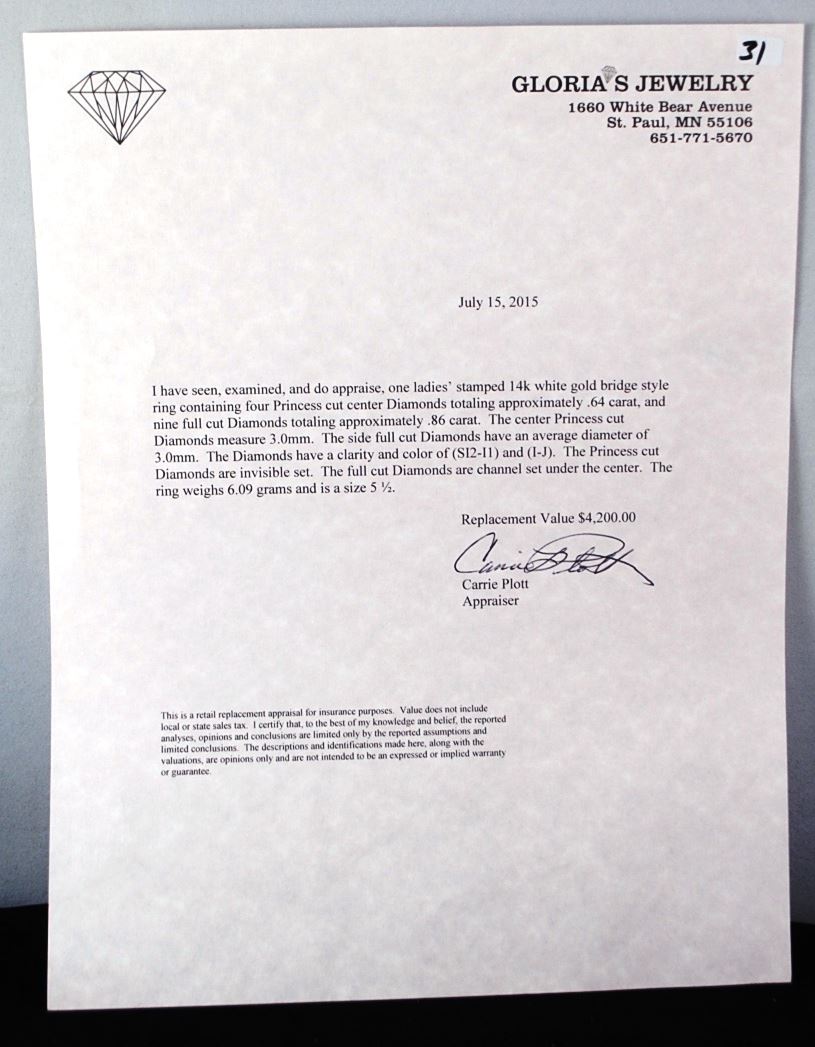 31
GLORIA'S JEWELRY
1660 White Bear Avenue
St. Paul, MN 55106
651-771-5670
July 15, 2015
I have seen, examined, and do appraise, one ladies' stamped 14k white gold bridge style
ring containing four Princess cut center Diamonds totaling approximately .64 carat, and
nine full cut Diamonds totaling approximately .86 carat. The center Princess cut
Diamonds measure 3.0mm. The side full cut Diamonds have an average diameter of
3.0mm. The Diamonds have a clarity and color of (SI2-I1) and (I-J). The Princess cut
Diamonds are invisible set. The full cut Diamonds are channel set under the center. The
ring weighs 6.09 grams and is a size 5 ½.
Replacement Value $4,200.00
Carrie Plott
Carrie Plott
Appraiser
This is a retail replacement appraisal for insurance purposes. Value does not include
local or state sales tax. I certify that, to the best of my knowledge and belief, the reported
analyses, opinions and conclusions are limited only by the reported assumptions and
limited conclusions. The descriptions and identifications made here, along with the
valuations, are opinions only and are not intended to be an expressed or implied warranty
or guarantee.